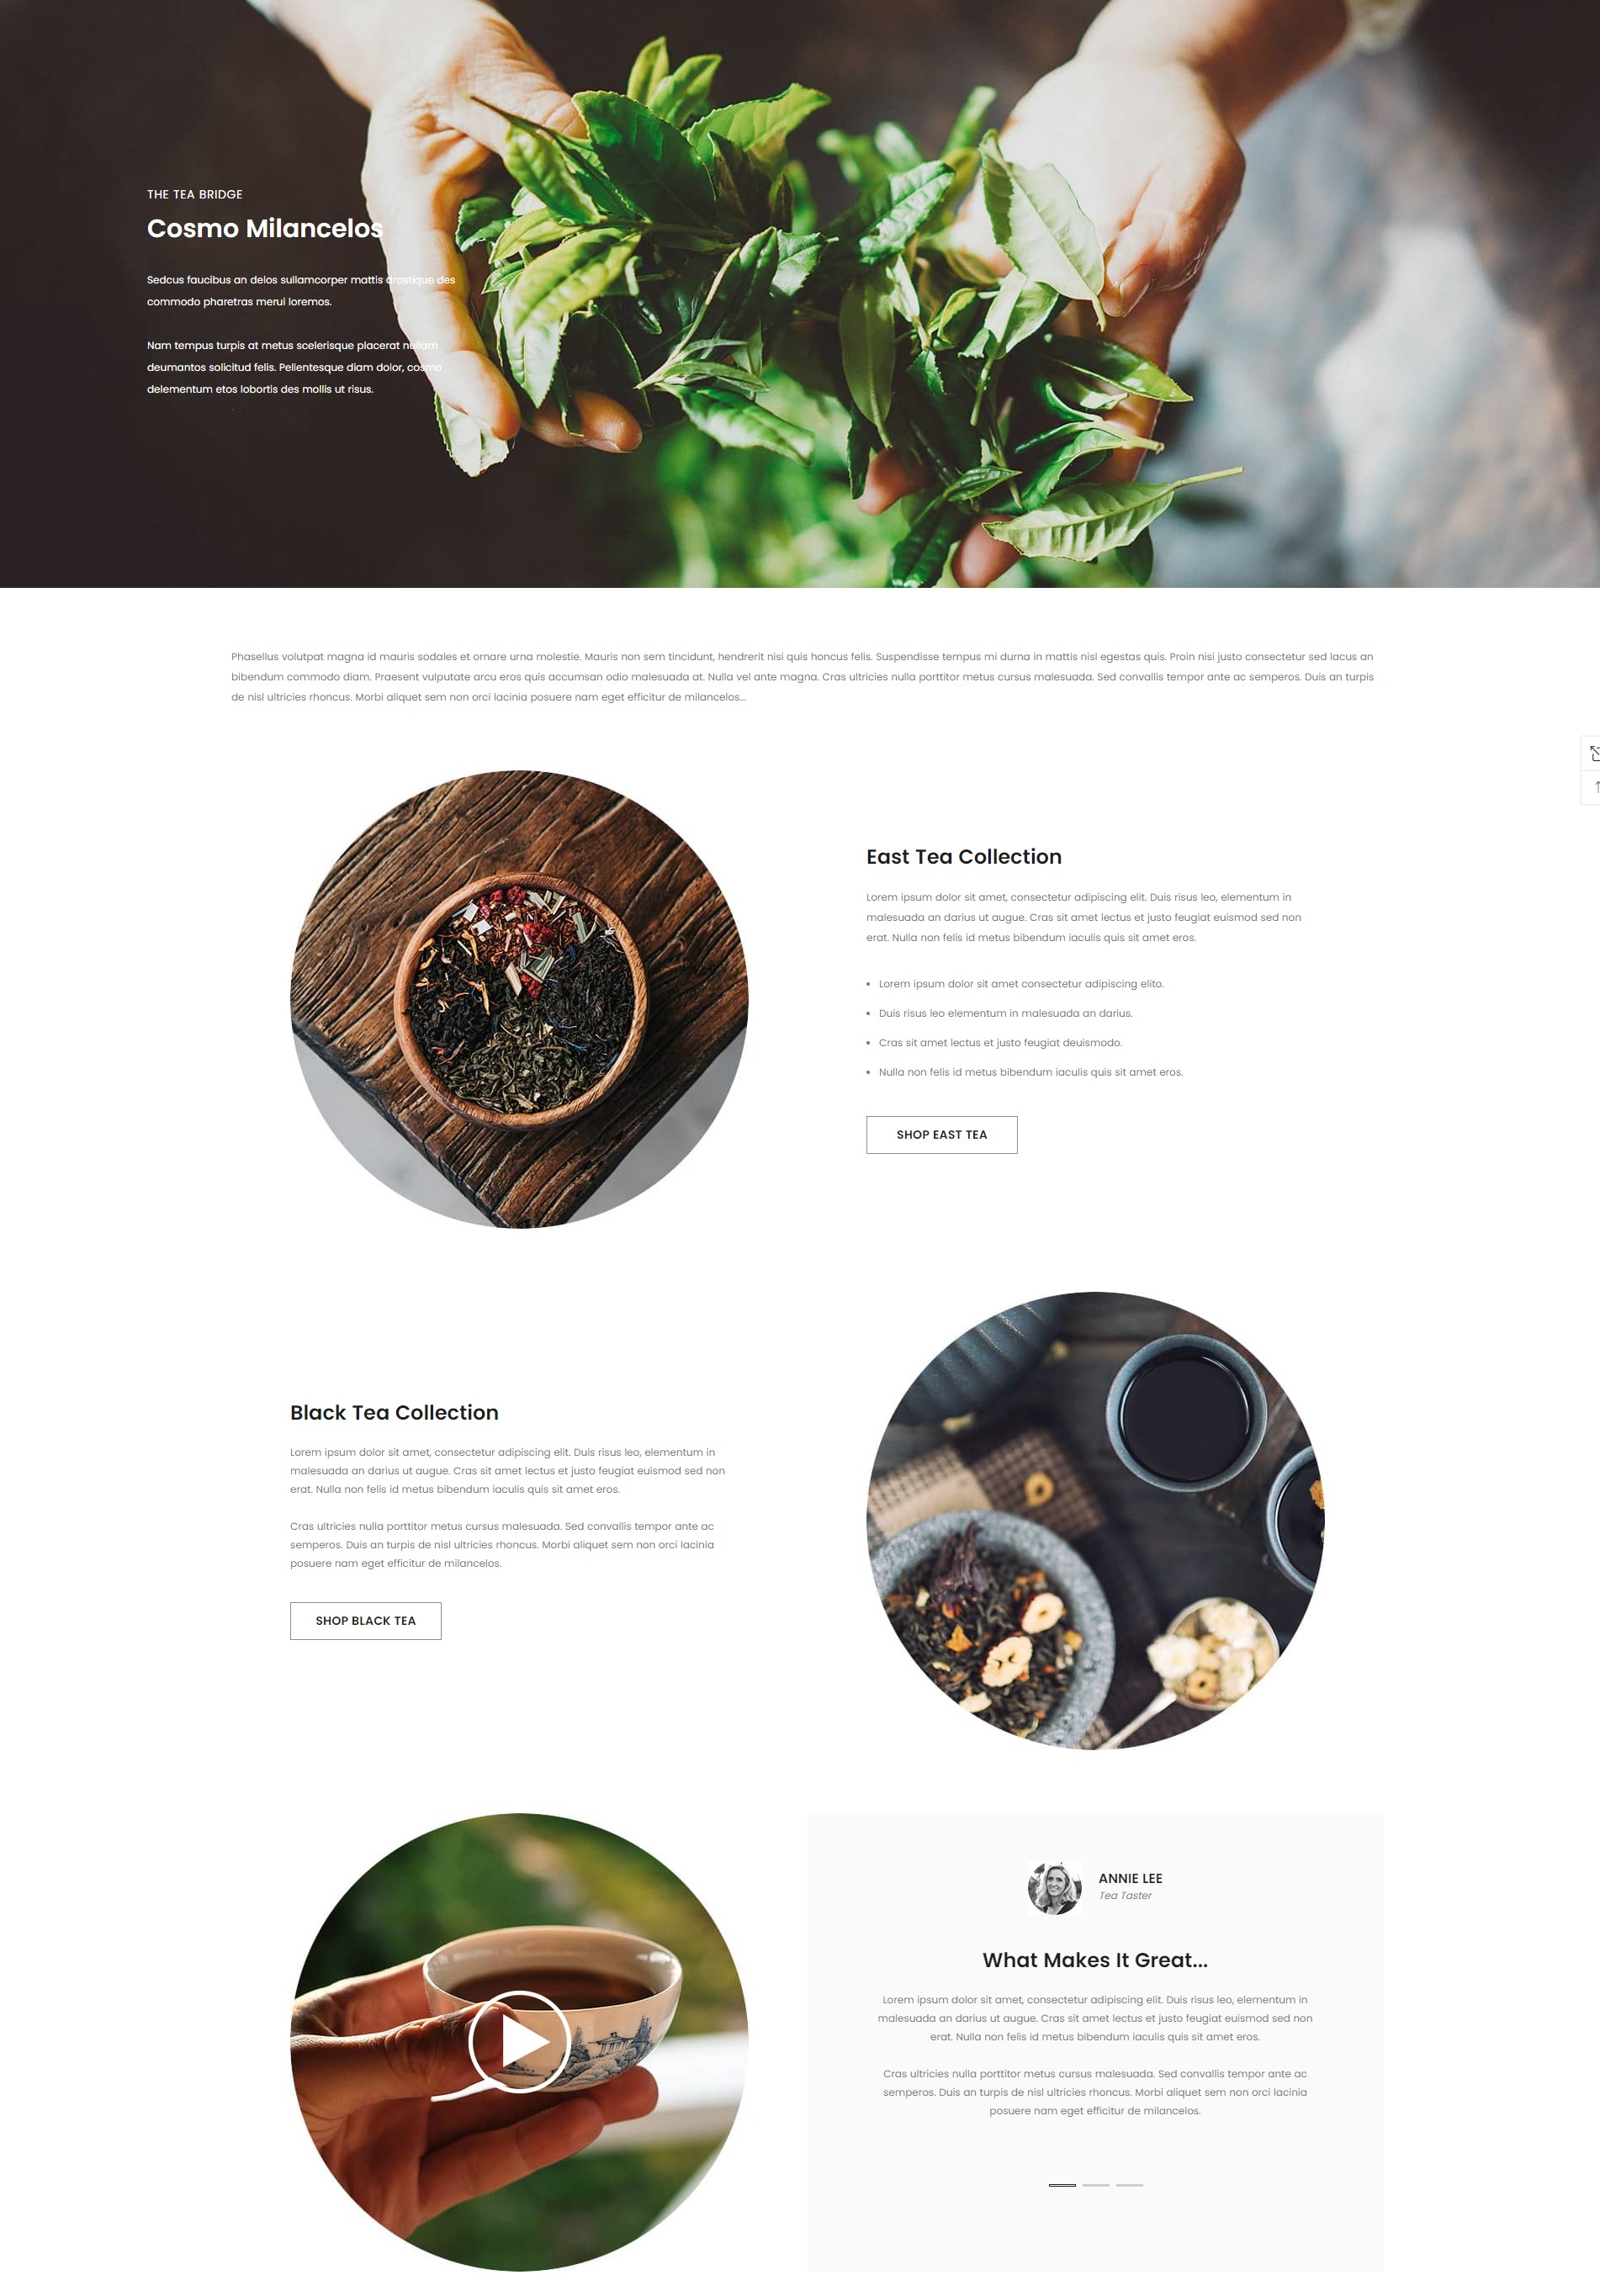 THE TEA BRIDGE
Cosmo Milancelos
Sedcus faucibus an delos sullamcorper mattis drostique des
commodo pharetras merui loremos.
Nam tempus turpis at metus scelerisque placerat nullam
deumantos solicitud felis. Pellentesque diam dolor, cosmo
delementum etos lobortis des mollis ut risus.
Phasellus volutpat magna id mauris sodales et ornare urna molestie. Mauris non sem tincidunt, hendrerit nisi quis honcus felis. Suspendisse tempus mi durna in mattis nisl egestas quis. Proin nisi justo consectetur sed lacus an
bibendum commodo diam. Praesent vulputate arcu eros quis accumsan odio malesuada at. Nulla vel ante magna. Cras ultricies nulla porttitor metus cursus malesuada. Sed convallis tempor ante ac semperos. Duis an turpis
de nisl ultricies rhoncus. Morbi aliquet sem non orci lacinia posuere nam eget efficitur de milancelos...
East Tea Collection
Lorem ipsum dolor sit amet, consectetur adipiscing elit. Duis risus leo, elementum in
malesuada an darius ut augue. Cras sit amet lectus et justo feugiat euismod sed non
erat. Nulla non felis id metus bibendum iaculis quis sit amet eros.
• Lorem ipsum dolor sit amet consectetur adipiscing elito.
• Duis risus leo elementum in malesuada an darius.
• Cras sit amet lectus et justo feugiat deuismodo.
• Nulla non felis id metus bibendum iaculis quis sit amet eros.
SHOP EAST TEA
Black Tea Collection
Lorem ipsum dolor sit amet, consectetur adipiscing elit. Duis risus leo, elementum in
malesuada an darius ut augue. Cras sit amet lectus et justo feugiat euismod sed non
erat. Nulla non felis id metus bibendum iaculis quis sit amet eros.
Cras ultricies nulla porttitor metus cursus malesuada. Sed convallis tempor ante ac
semperos. Duis an turpis de nisl ultricies rhoncus. Morbi aliquet sem non orci lacinia
posuere nam eget efficitur de milancelos.
SHOP BLACK TEA
ANNIE LEE
Tea Taster
What Makes It Great...
Lorem ipsum dolor sit amet, consectetur adipiscing elit. Duis risus leo, elementum in
malesuada an darius ut augue. Cras sit amet lectus et justo feugiat euismod sed non
erat. Nulla non felis id metus bibendum iaculis quis sit amet eros.
Cras ultricies nulla porttitor metus cursus malesuada. Sed convallis tempor ante ac
semperos. Duis an turpis de nisl ultricies rhoncus. Morbi aliquet sem non orci lacinia
posuere nam eget efficitur de milancelos.